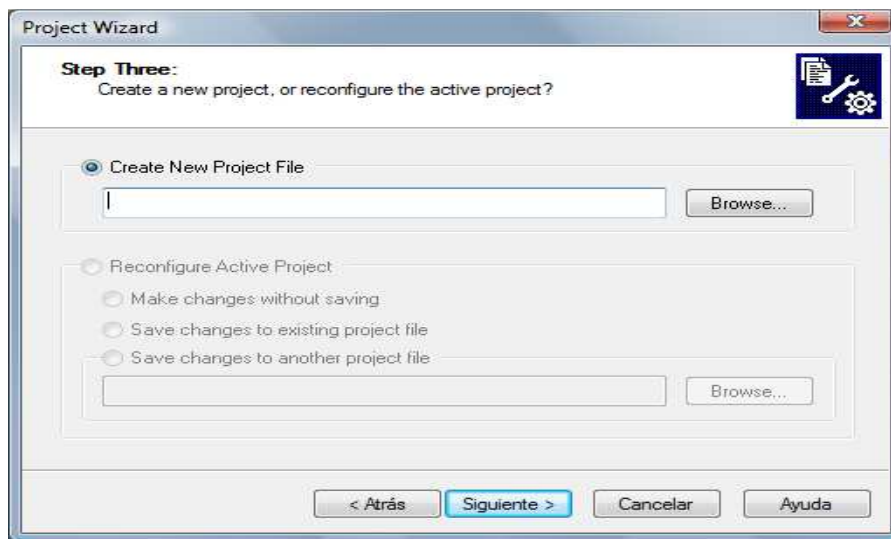 Project Wizard
Step Three:
Create a new project, or reconfigure the active project?
Create New Project File
Browse...
Reconfigure Active Project
Make changes without saving
Save changes to existing project file
Save changes to another project file
Browse...
< Atrás Siguiente > Cancelar Ayuda